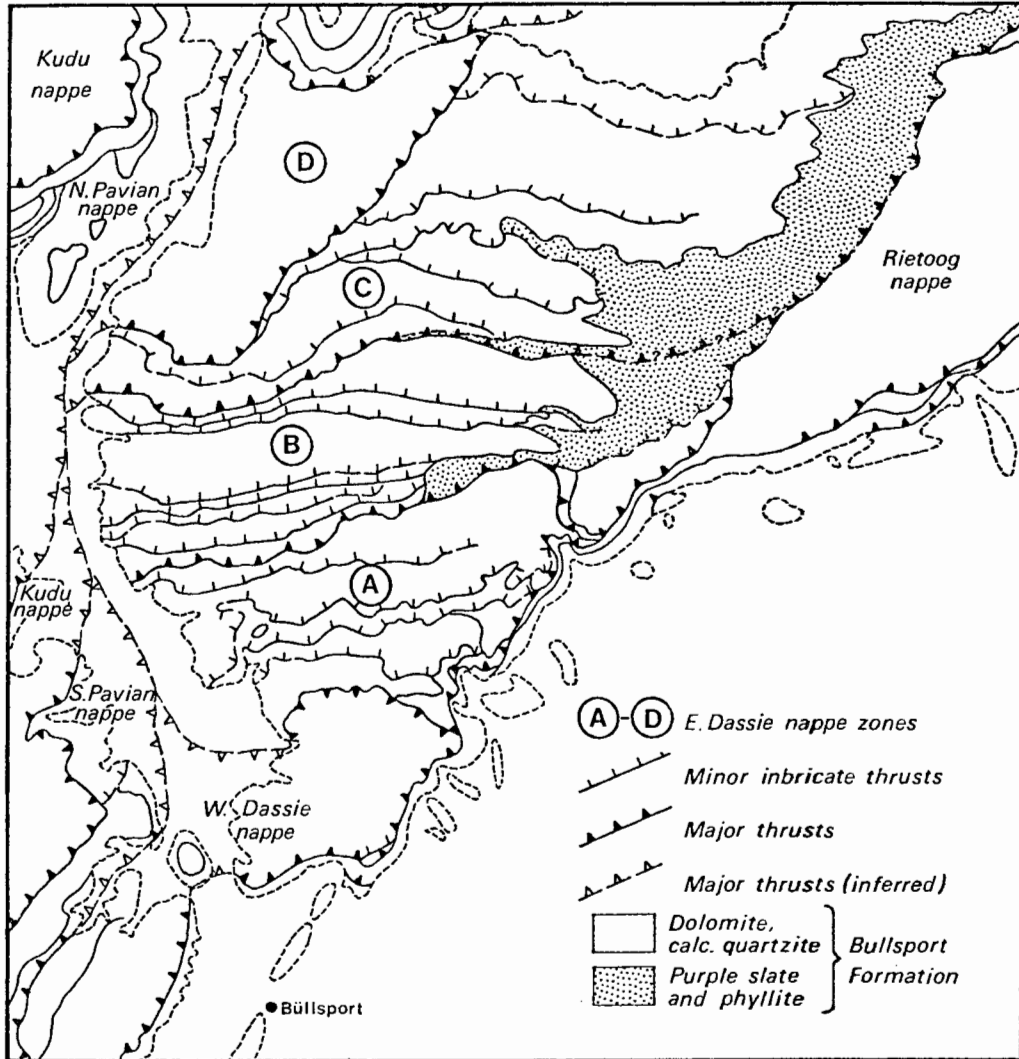 Kudu
nappe
N. Pavian
nappe
D
C
Rietoog
nappe
B
A
Kudu
nappe
S. Pavian
nappe
W. Dassie
nappe
Büllsport
A - D E. Dassie nappe zones
Minor inbricate thrusts
Major thrusts
Major thrusts (inferred)
Dolomite,
calc. quartzite
Purple slate
and phyllite
Bullsport
Formation
? ?